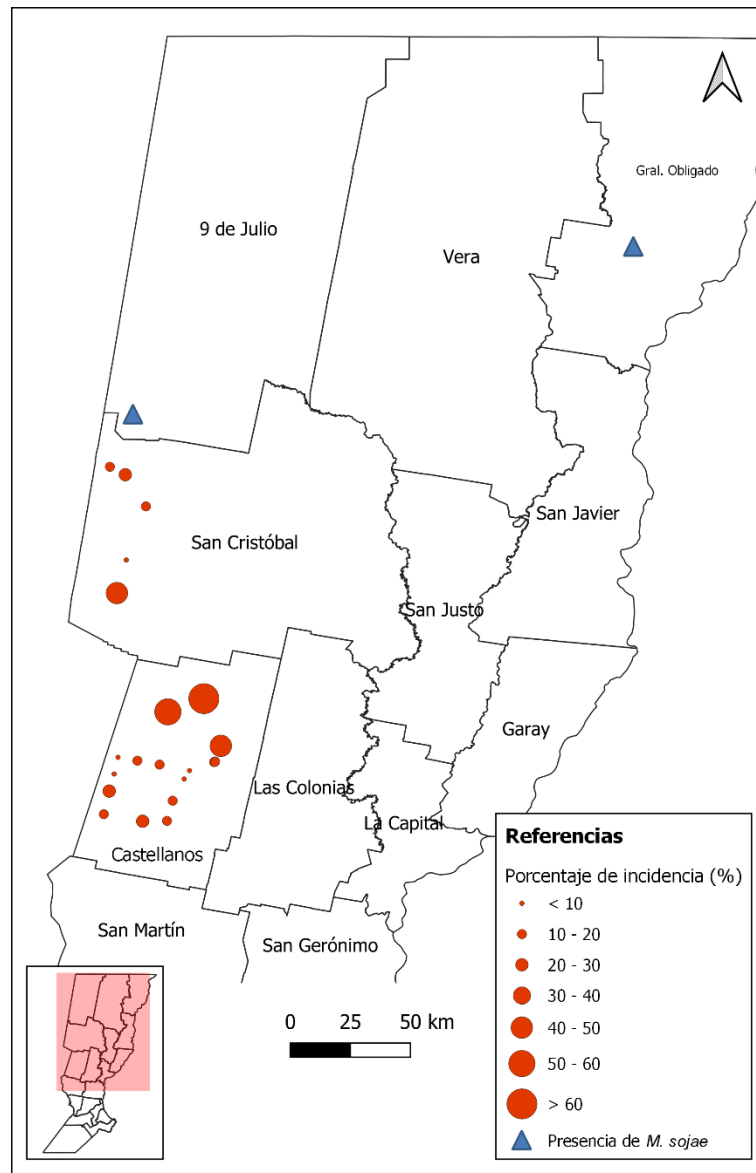 Gral. Obligado
9 de Julio
Vera
San Javier
San Cristóbal
San Justo
Garay
Las Colonias
La Capital
Castellanos
San Martín
San Gerónimo
0 25 50 km
Referencias
Porcentaje de incidencia (%)
< 10
10 - 20
20 - 30
30 - 40
40 - 50
50 - 60
> 60
Presencia de M. sojae